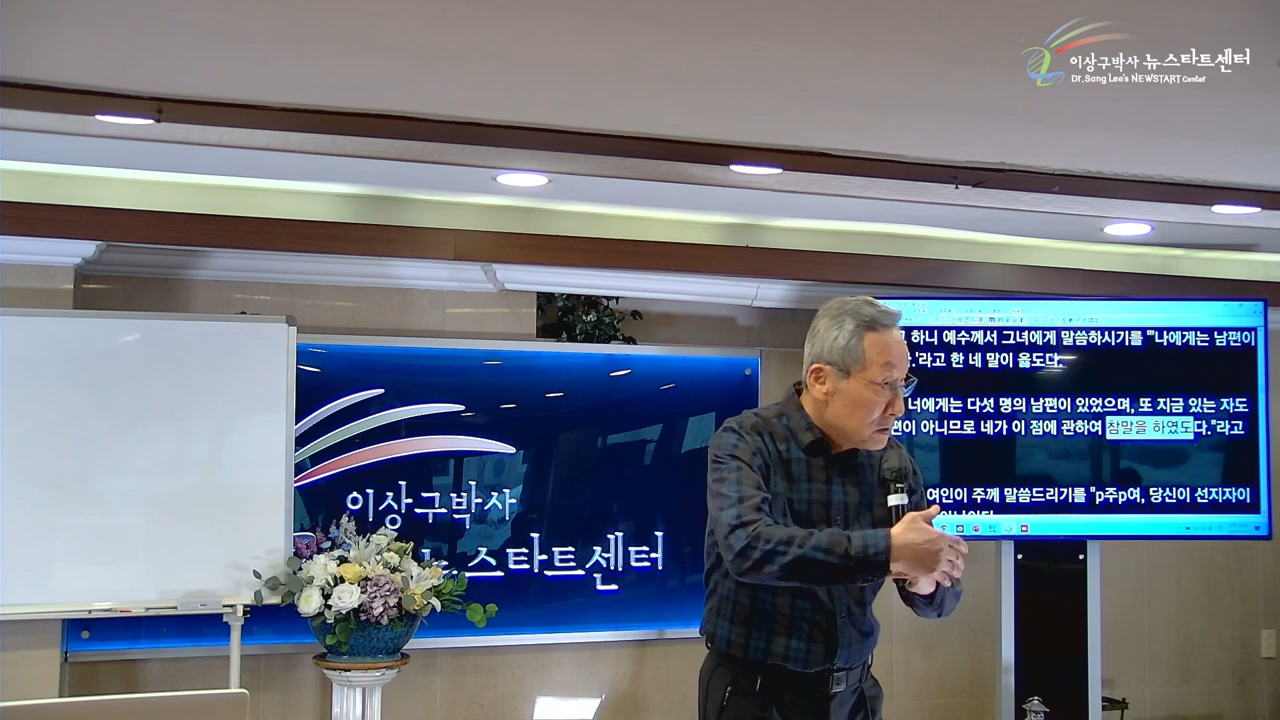 이상구박사 뉴스타트센터
Dr. Sang Lee's NEWSTART Center
이상구박사
뉴스타트센터
하니 예수께서 그녀에게 말씀하시기를 "'나에게는 남편이
.'라고 한 네 말이 옳도다.
너에게는 다섯 명의 남편이 있었으며, 또 지금 있는 자도
편이 아니므로 네가 이 점에 관하여 참말을 하였도다."라고
여인이 주께 말씀드리기를 "p주p여, 당신이 선지자이